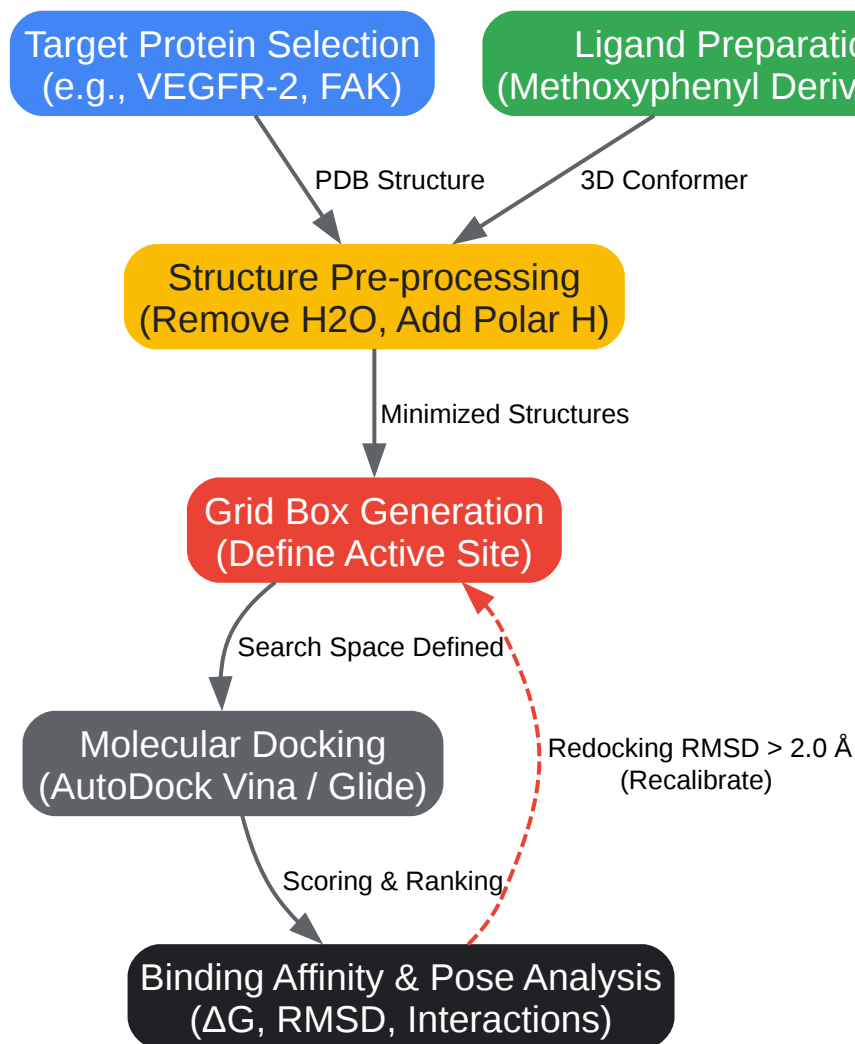 Target Protein Selection
(e.g., VEGFR-2, FAK)
Ligand Preparatio
(Methoxyphenyl Deriv
PDB Structure
3D Conformer
Structure Pre-processing
(Remove H2O, Add Polar H)
Minimized Structures
Grid Box Generation
(Define Active Site)
Search Space Defined
Molecular Docking
(AutoDock Vina / Glide)
Redocking RMSD > 2.0 Å
(Recalibrate)
Scoring & Ranking
Binding Affinity & Pose Analysis
(ΔG, RMSD, Interactions)